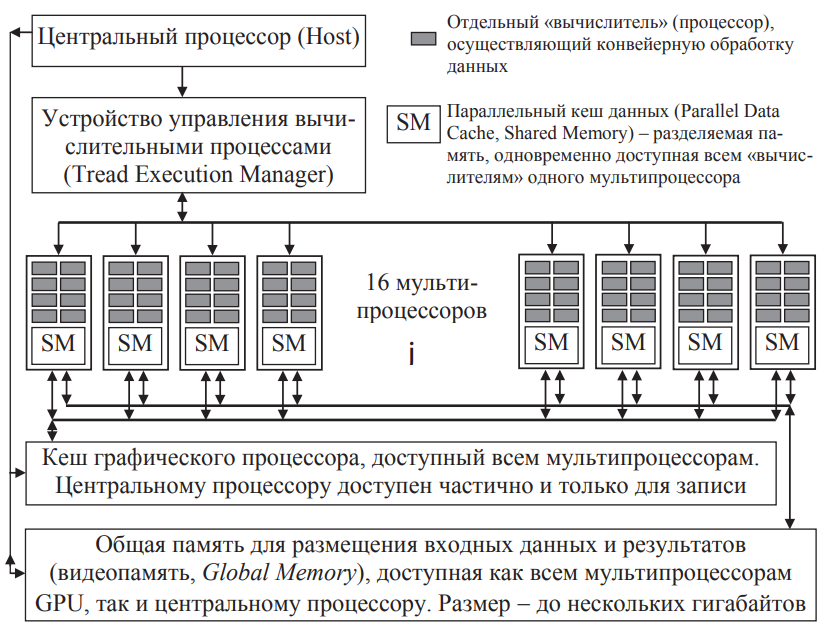 Центральный процессор (Host)
Отдельный «вычислитель» (процессор),
осуществляющий конвейерную обработку
данных
Устройство управления вычи-
слительными процессами
(Tread Execution Manager)
SM
Параллельный кеш данных (Parallel Data
Cache, Shared Memory) – разделяемая па-
мять, одновременно доступная всем «вычис-
лителям» одного мультипроцессора
16 мульти-
процессоров
j
SM SM SM SM SM SM SM SM
Кеш графического процессора, доступный всем мультипроцессорам.
Центральному процессору доступен частично и только для записи
Общая память для размещения входных данных и результатов
(видеопамять, Global Memory), доступная как всем мультипроцессорам
GPU, так и центральному процессору. Размер – до нескольких гигабайтов